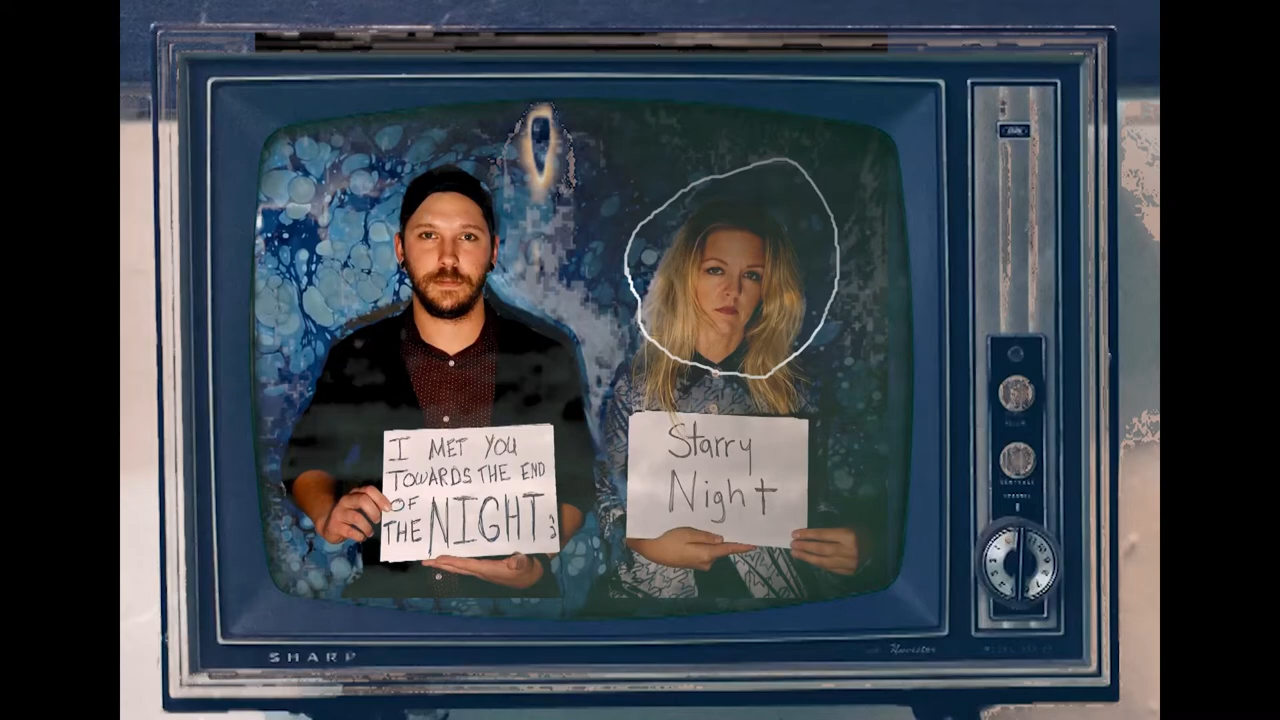 I MET YOU
TOWARDS THE END
OF
THE NIGHT
Starry
Night
SHARP